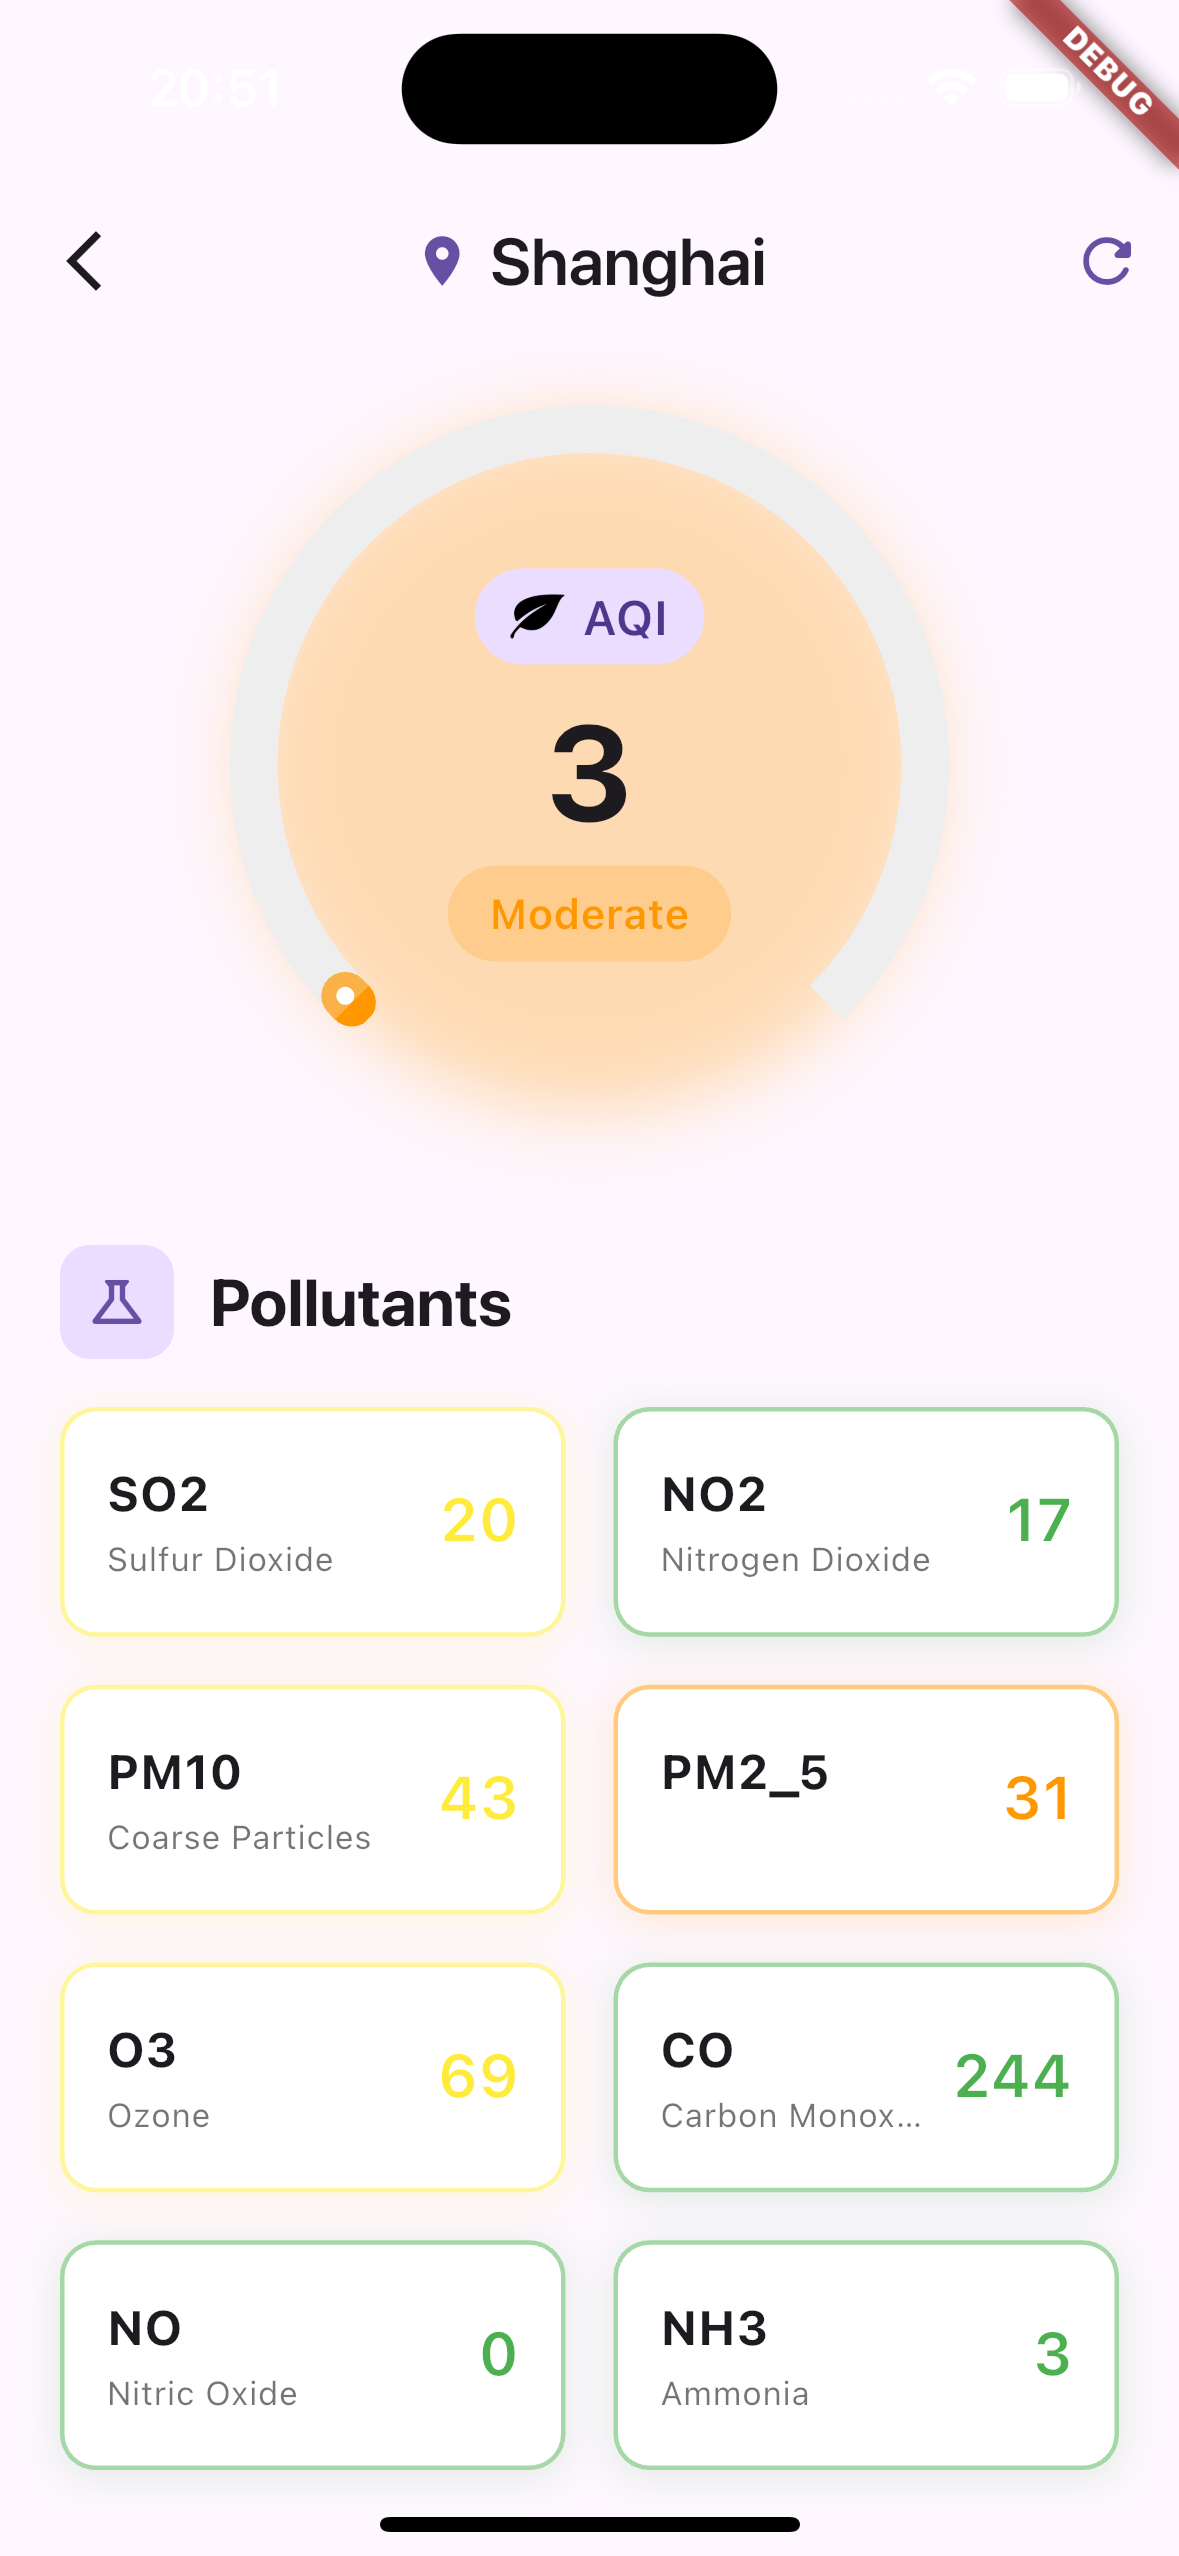 20:51
DEBUG
Shanghai
AQI
3
Moderate
Pollutants
SO2
20
Sulfur Dioxide
NO2
17
Nitrogen Dioxide
PM10
43
Coarse Particles
PM2_5
31
O3
69
Ozone
CO
244
Carbon Monox...
NO
0
Nitric Oxide
NH3
3
Ammonia